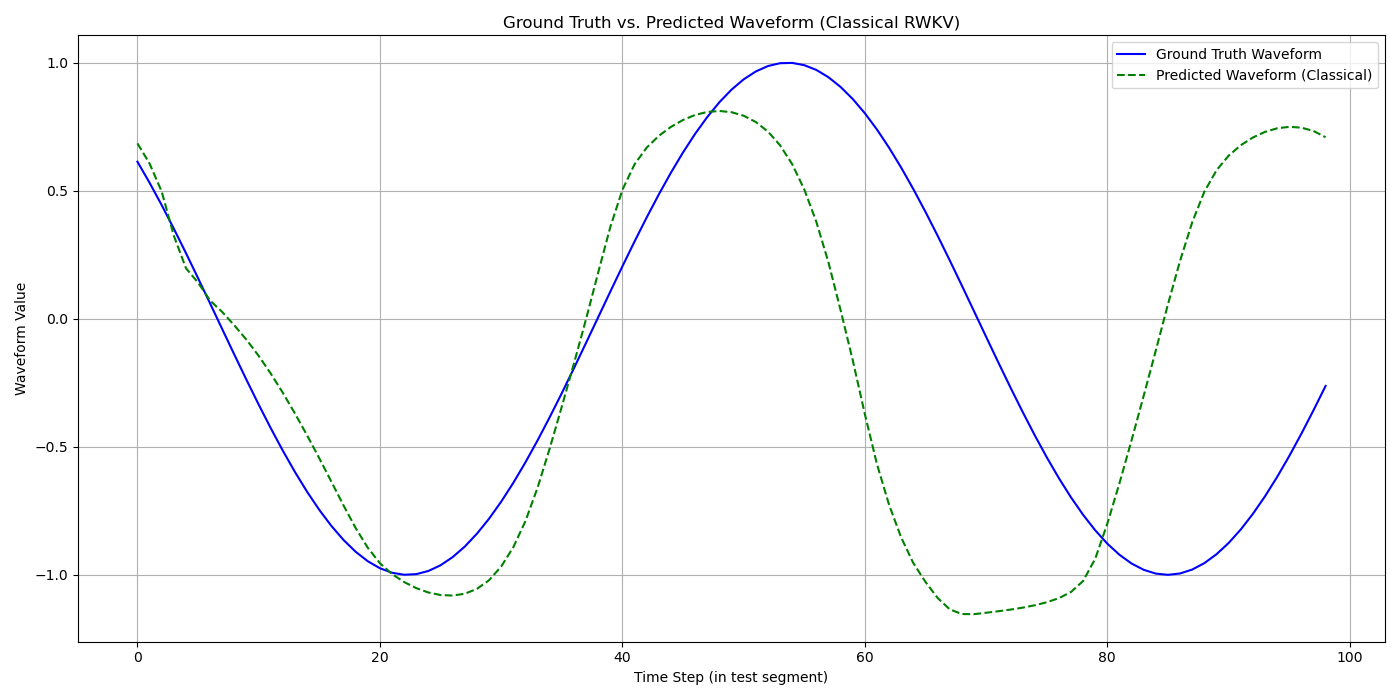 Ground Truth vs. Predicted Waveform (Classical RWKV)
Ground Truth Waveform
Predicted Waveform (Classical)
Waveform Value
1.0
0.5
0.0
−0.5
−1.0
0 20 40 60 80 100
Time Step (in test segment)